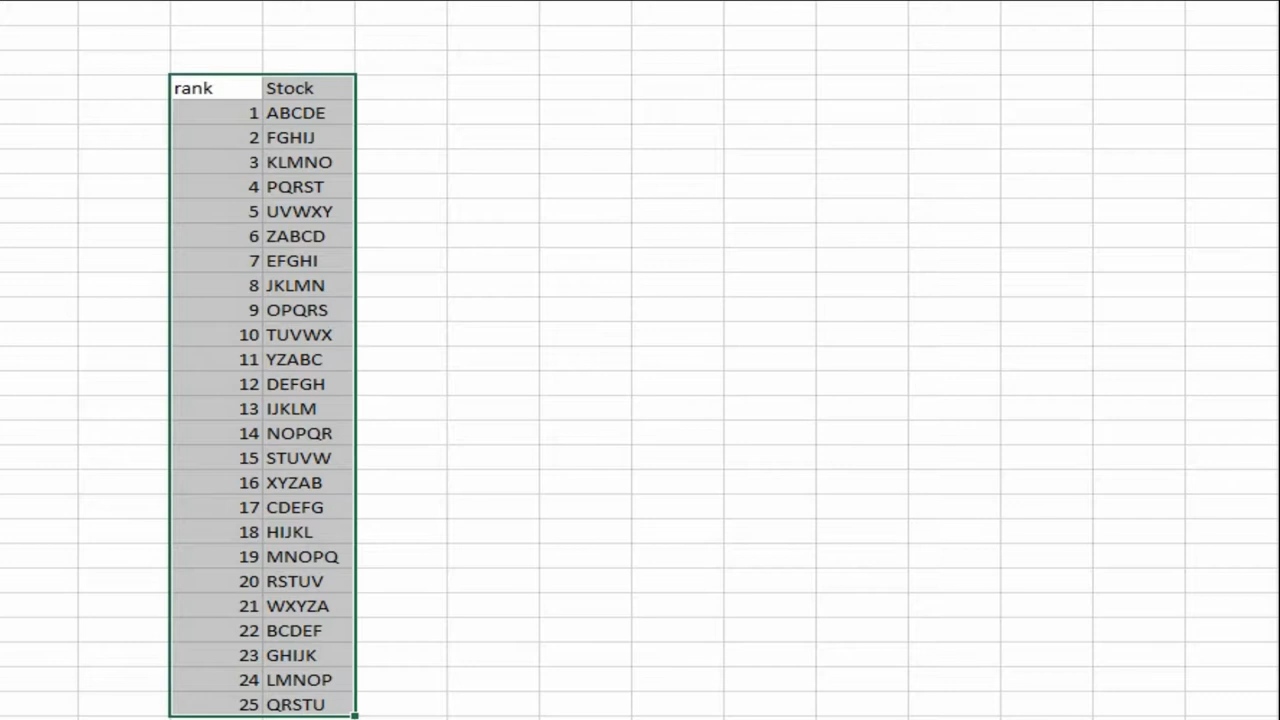 rank Stock
1 ABCDE
2 FGHIJ
3 KLMNO
4 PQRST
5 UVWXY
6 ZABCD
7 EFGHI
8 JKLMN
9 OPQRS
10 TUVWX
11 YZABC
12 DEFGH
13 IJKLM
14 NOPQR
15 STUVW
16 XYZAB
17 CDEFG
18 HIJKL
19 MNOPQ
20 RSTUV
21 WXYZA
22 BCDEF
23 GHIJK
24 LMNOP
25 QRSTU